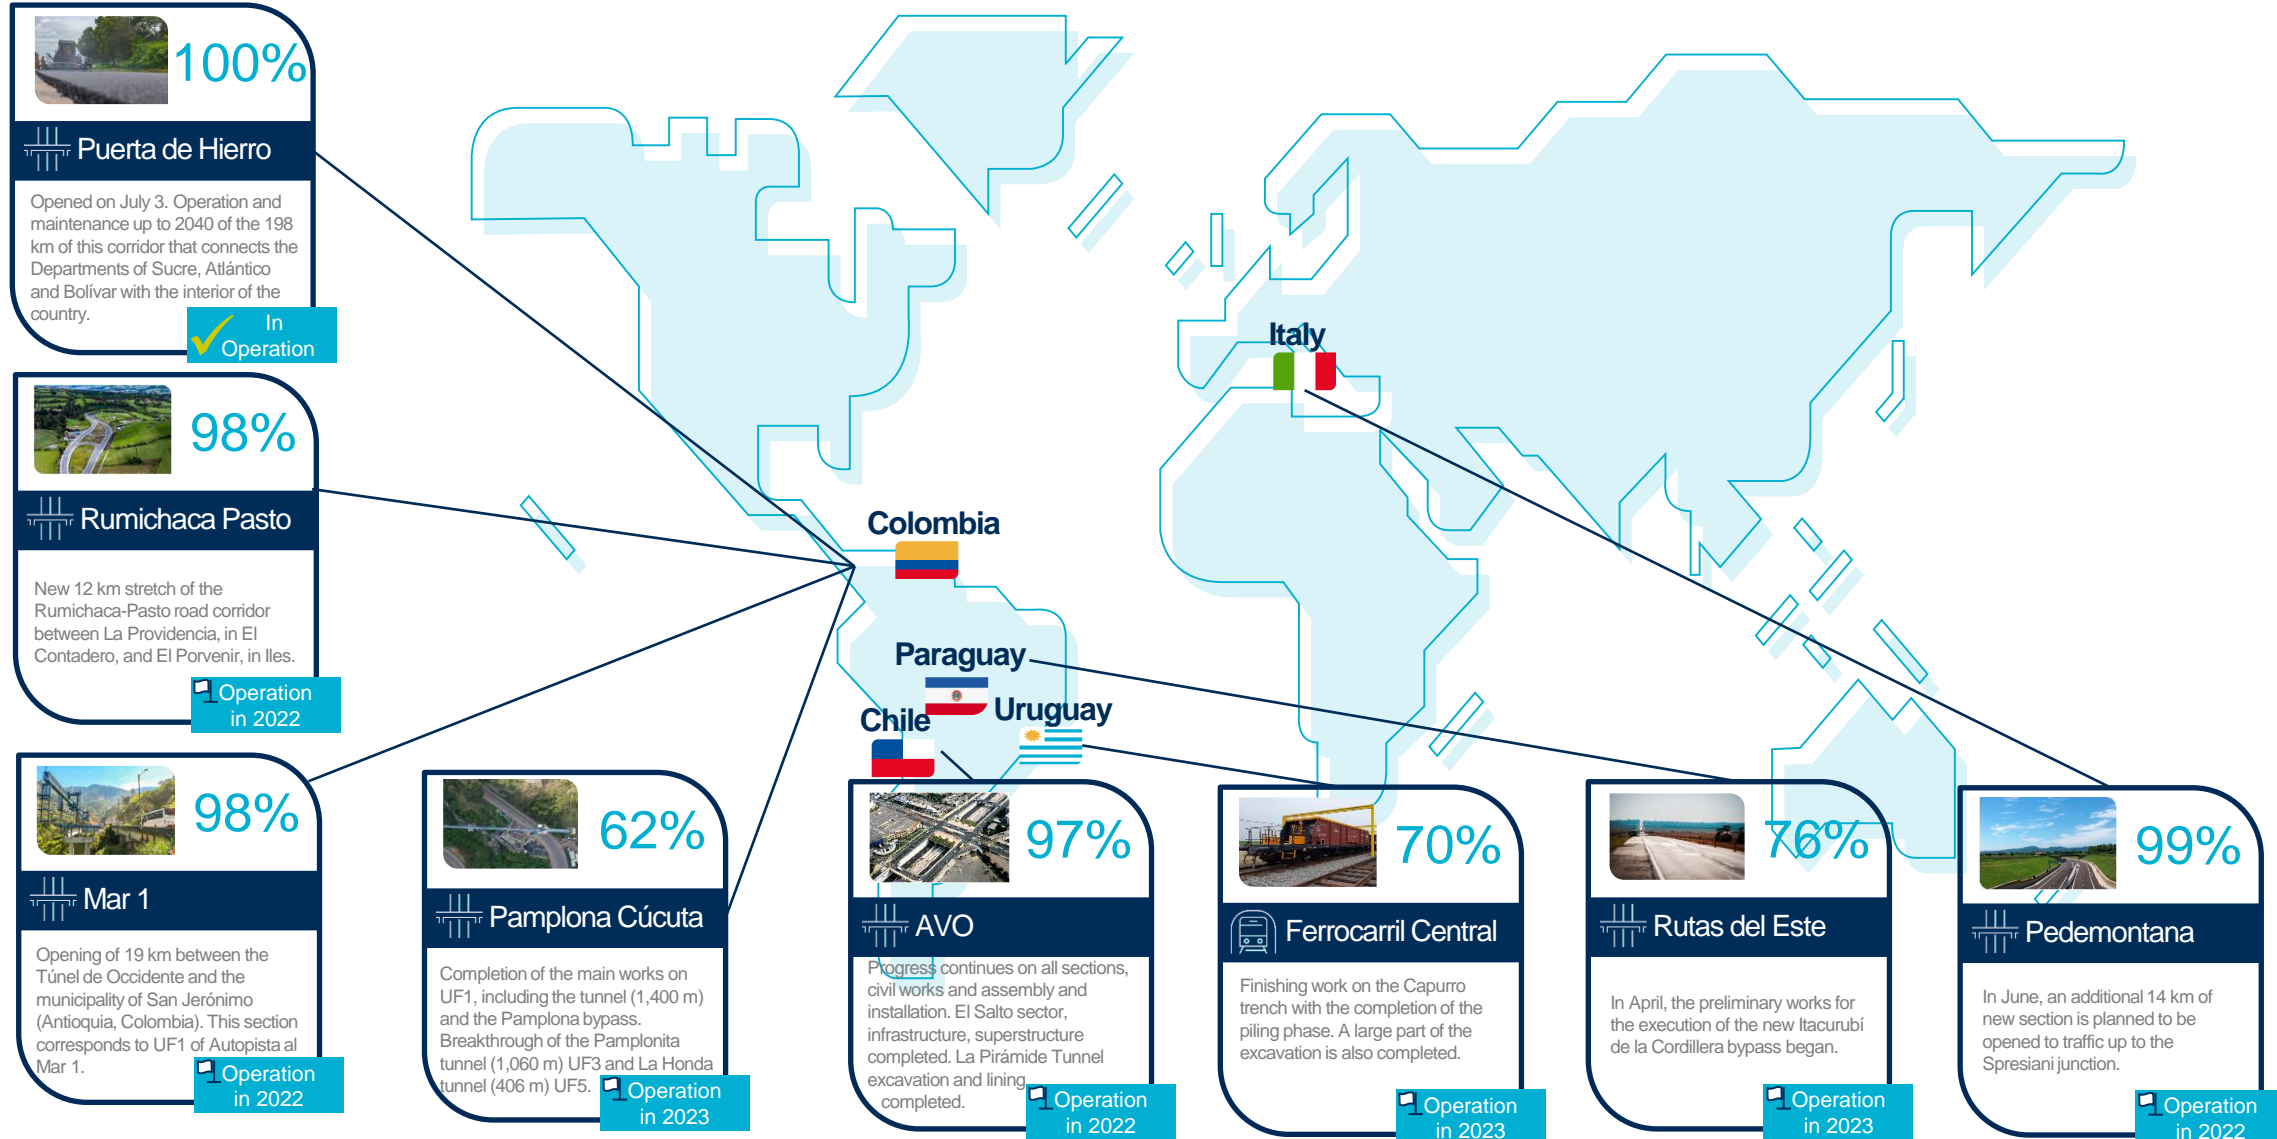 100%
Puerta de Hierro
Opened on July 3. Operation and
maintenance up to 2040 of the 198
km of this corridor that connects the
Departments of Sucre, Atlántico
and Bolívar with the interior of the
country.
In
Operation
98%
Rumichaca Pasto
New 12 km stretch of the
Rumichaca-Pasto road corridor
between La Providencia, in El
Contadero, and El Porvenir, in Iles.
Operation
in 2022
98%
Mar 1
Opening of 19 km between the
Túnel de Occidente and the
municipality of San Jerónimo
(Antioquia, Colombia). This section
corresponds to UF1 of Autopista al
Mar 1.
Operation
in 2022
Italy
Colombia
Paraguay
Chile
Uruguay
62%
Pamplona Cúcuta
Completion of the main works on
UF1, including the tunnel (1,400 m)
and the Pamplona bypass.
Breakthrough of the Pamplonita
tunnel (1,060 m) UF3 and La Honda
tunnel (406 m) UF5.
Operation
in 2023
97%
AVO
Progress continues on all sections,
civil works and assembly and
installation. El Salto sector,
infrastructure, superstructure
completed. La Pirámide Tunnel
excavation and lining
completed.
Operation
in 2022
70%
Ferrocarril Central
Finishing work on the Capurro
trench with the completion of the
piling phase. A large part of the
excavation is also completed.
Operation
in 2023
76%
Rutas del Este
In April, the preliminary works for
the execution of the new Itacurubí
de la Cordillera bypass began.
Operation
in 2023
99%
Pedemontana
In June, an additional 14 km of
new section is planned to be
opened to traffic up to the
Spresiani junction.
Operation
in 2022